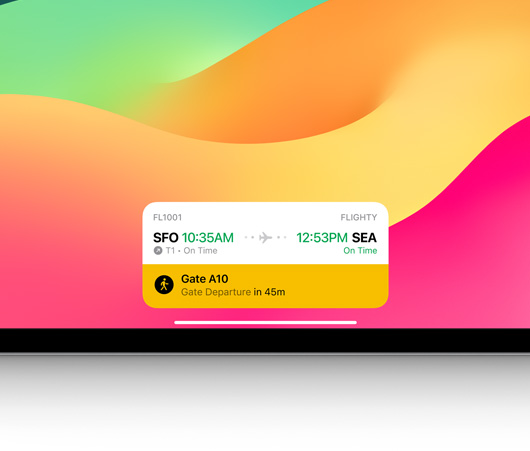 FL1001 FLIGHTY
SFO 10:35AM 12:53PM SEA
T1 • On Time On Time
Gate A10
Gate Departure in 45m